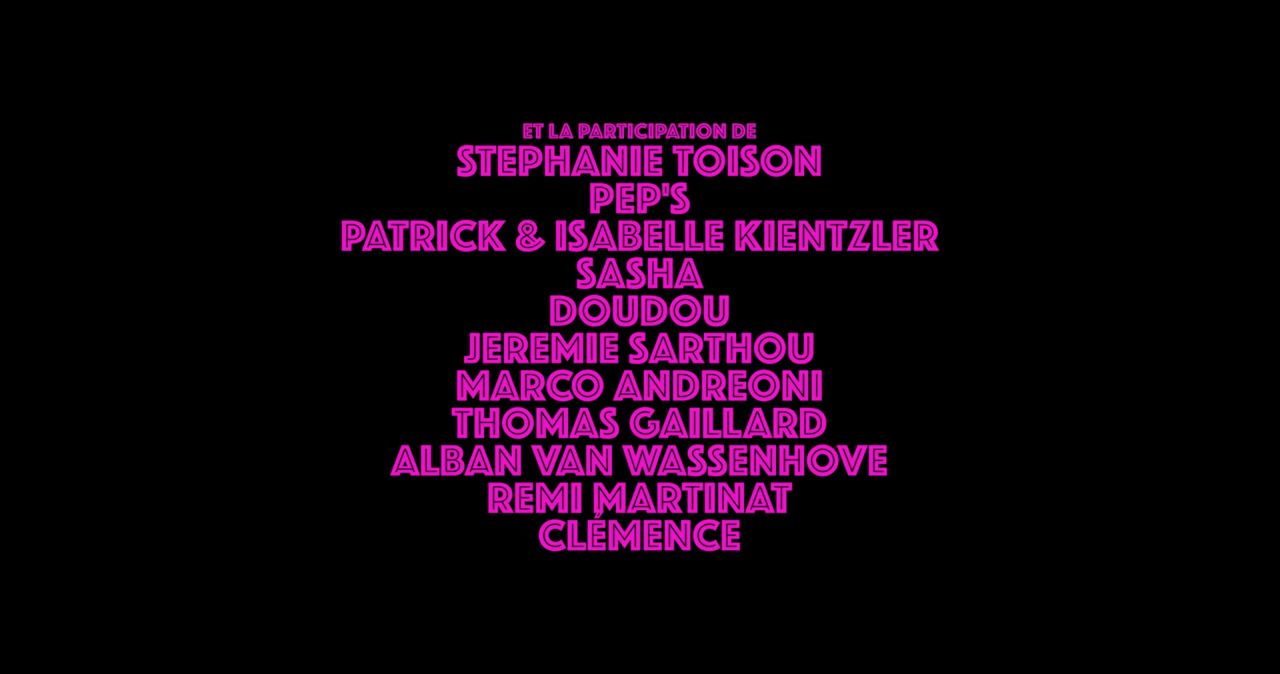 ET LA PARTICIPATION DE
STEPHANIE TOISON
PEP'S
PATRICK & ISABELLE KIENTZLER
SASHA
DOUDOU
JEREMIE SARTHOU
MARCO ANDREONI
THOMAS GAILLARD
ALBAN VAN WASSENHOVE
REMI MARTINAT
CLÉMENCE